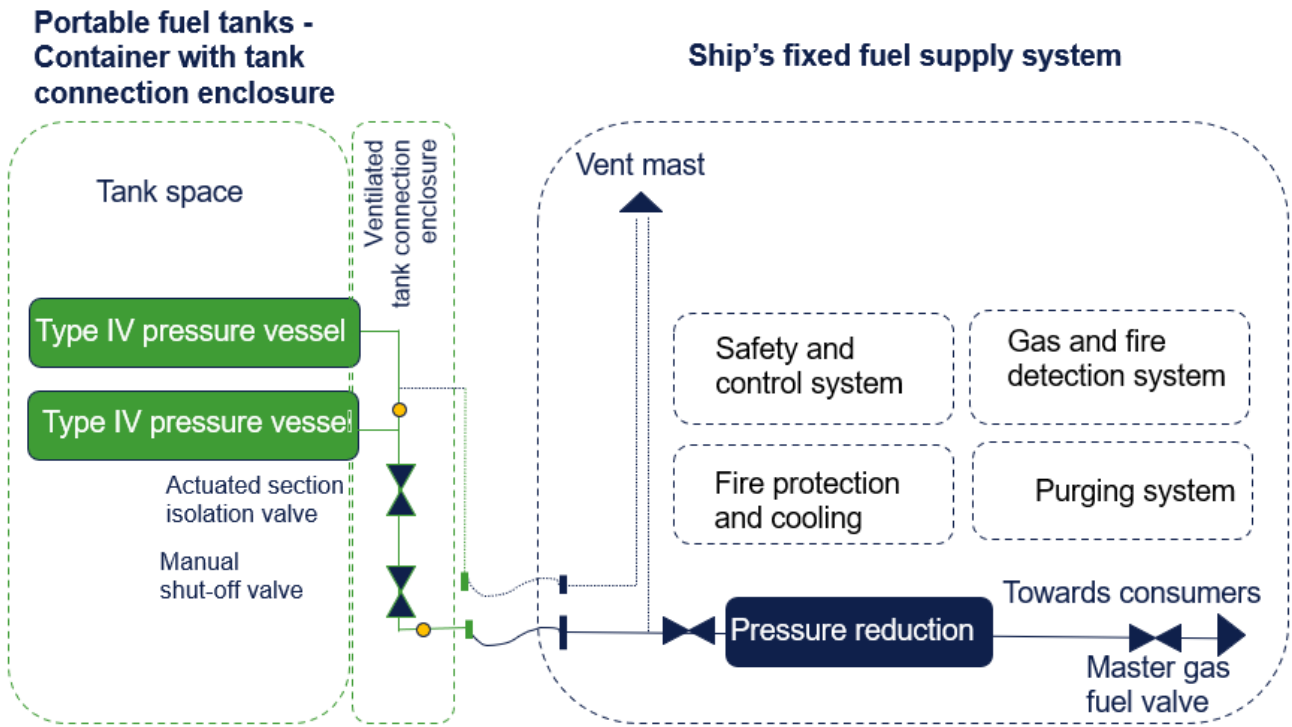 Portable fuel tanks -
Container with tank
connection enclosure
Ship's fixed fuel supply system
Tank space
Ventilated
tank connection
enclosure
Vent mast
Type IV pressure vessel
Type IV pressure vessel
Safety and
control system
Gas and fire
detection system
Actuated section
isolation valve
Fire protection
and cooling
Purging system
Manual
shut-off valve
Towards consumers
Pressure reduction
Master gas
fuel valve